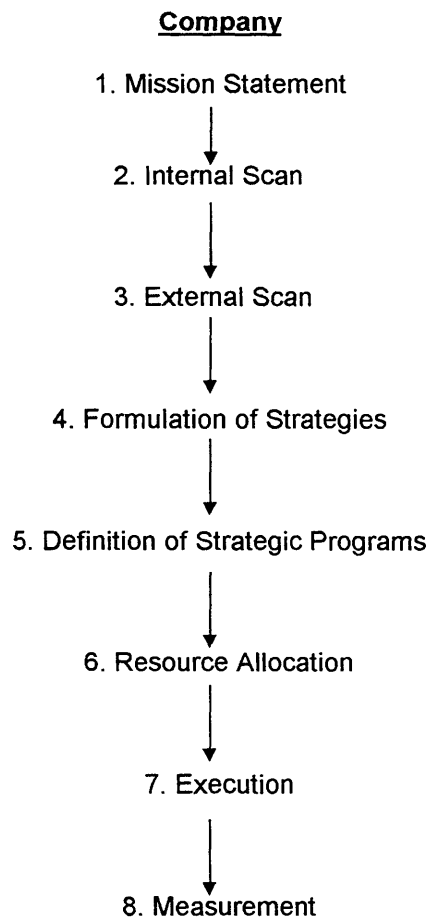 Company
1. Mission Statement
2. Internal Scan
3. External Scan
4. Formulation of Strategies
5. Definition of Strategic Programs
6. Resource Allocation
7. Execution
8. Measurement